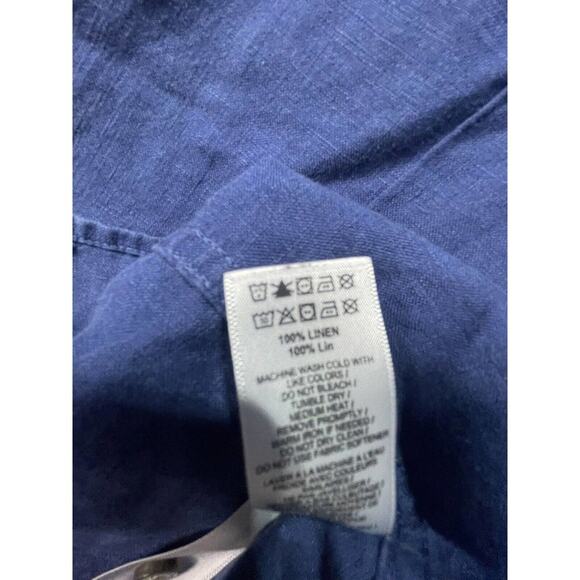 100% LINEN
100% Lin
MACHINE WASH COLD WITH
LIKE COLORS /
DO NOT BLEACH /
TUMBLE DRY /
MEDIUM HEAT /
REMOVE PROMPTLY /
WARM IRON IF NEEDED /
DO NOT DRY CLEAN /
DO NOT USE FABRIC SOFTENER
LAVER A LA MACHINE A L'EAU
FROIDE AVEC COULEURS
SIMILAIRES /